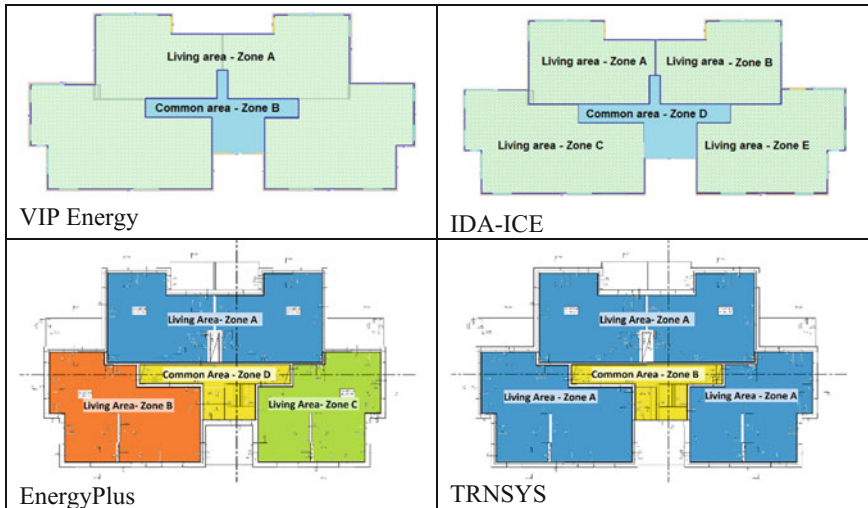 Living area - Zone A
Common area - Zone B
VIP Energy
Living area - Zone A
Living area - Zone B
Common area - Zone D
Living area - Zone C
Living area - Zone E
IDA-ICE
Living Area- Zone A
Common Area - Zone D
Living Area- Zone B
Living Area- Zone C
EnergyPlus
Living Area- Zone A
Common Area - Zone B
Living Area - Zone A
Living Area - Zone A
TRNSYS